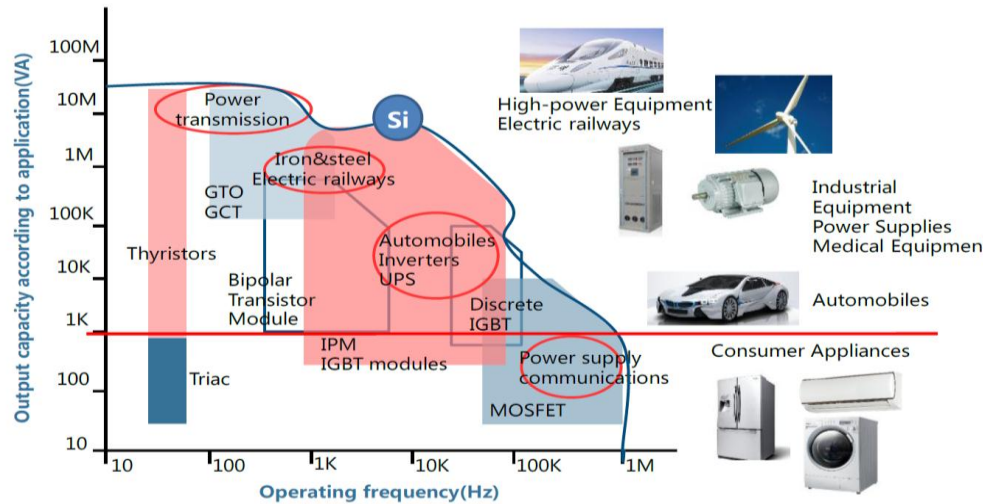 Output capacity according to application(VA)
100M
10M
1M
100K
10K
1K
100
10
Power
transmission
Si
Iron&steel
Electric railways
GTO
GCT
Thyristors
Automobiles
Inverters
UPS
Bipolar
Transistor
Module
Discrete
IGBT
IPM
IGBT modules
Triac
Power supply
communications
MOSFET
10
100
1K
10K
100K
1M
Operating frequency(Hz)
High-power Equipment
Electric railways
Industrial
Equipment
Power Supplies
Medical Equipmen
Automobiles
Consumer Appliances